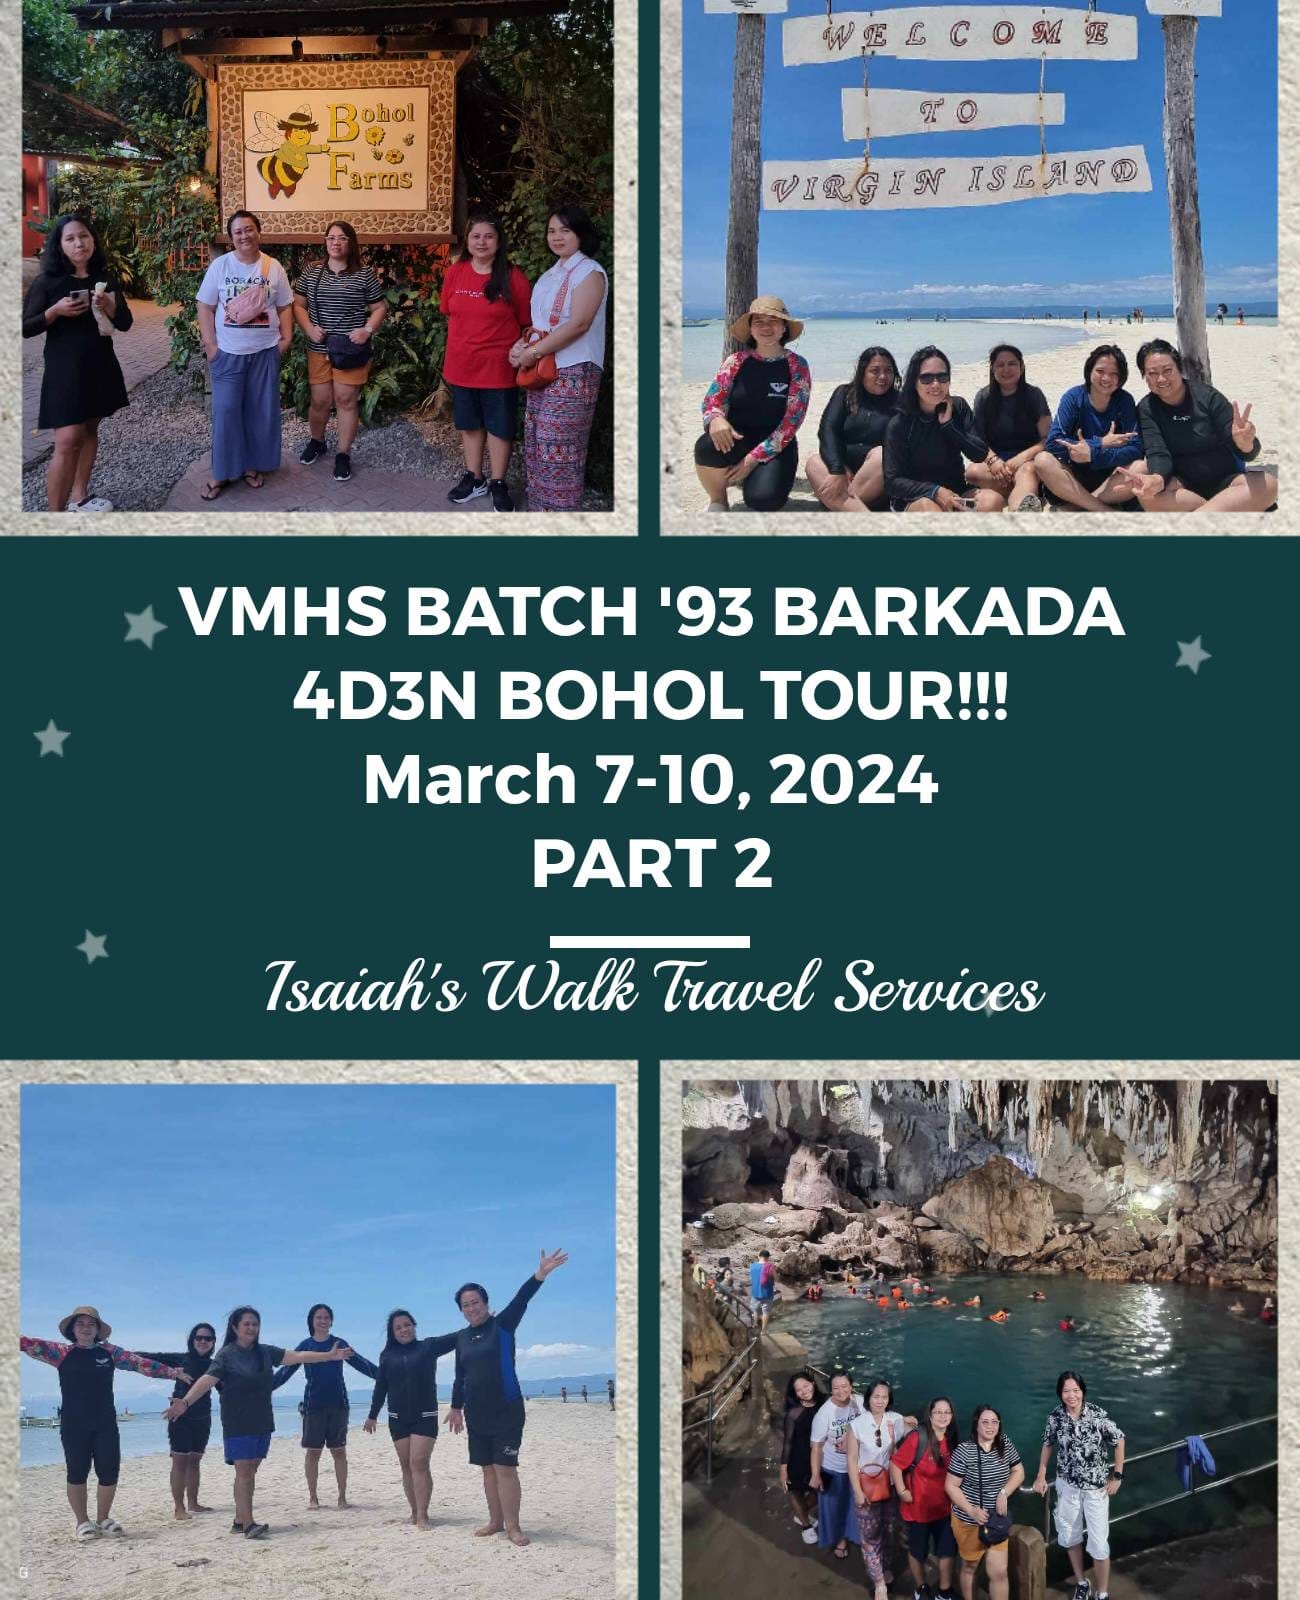 Bohol
Farms
WELCOME
TO
VIRGIN ISLAND
VMHS BATCH '93 BARKADA
4D3N BOHOL TOUR!!!
March 7-10, 2024
PART 2
Isaiah's Walk Travel Services